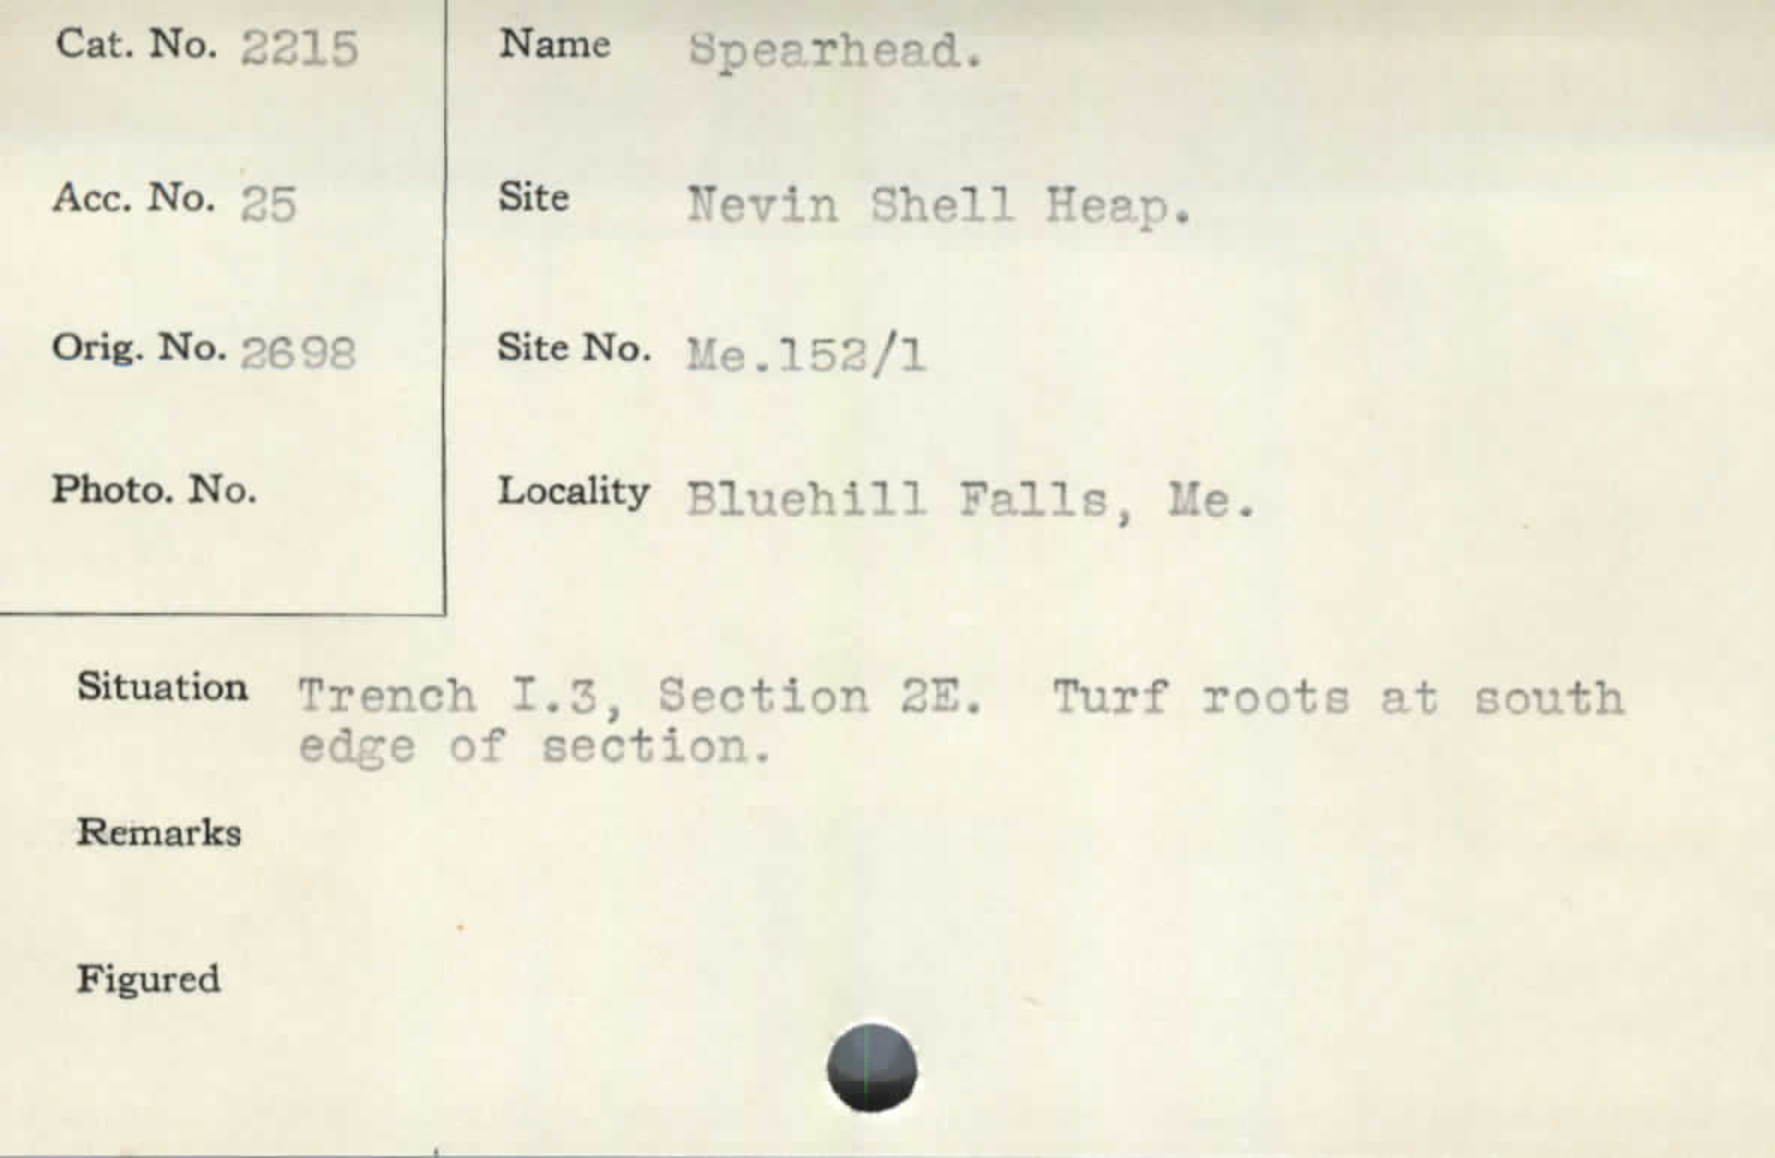 Cat. No. 2215
Name Spearhead.
Acc. No. 25
Site Nevin Shell Heap.
Orig. No. 2698
Site No. Me.152/1
Photo. No.
Locality Bluehill Falls, Me.
Situation Trench I.3, Section 2E. Turf roots at south
edge of section.
Remarks
Figured